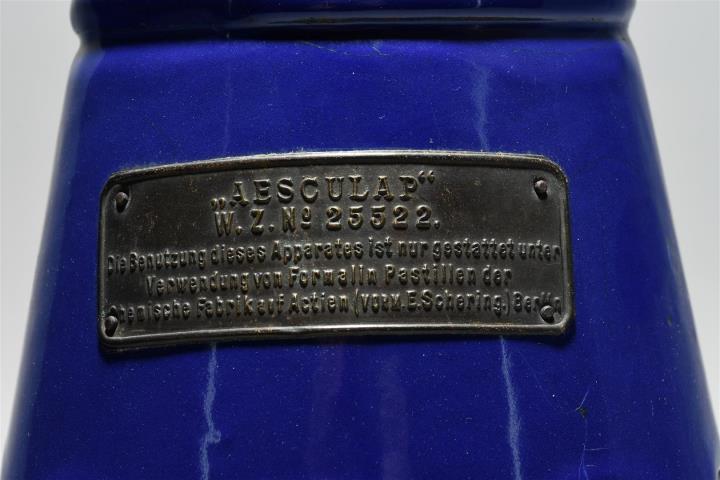 „AESCULAP“
W. Z. No 25522.
Die Benutzung dieses Apparates ist nur gestattet unter
Verwendung von Formalin Pastillen der
Chemische Fabrik auf Actien (VORM. E. Schering.) Berlin